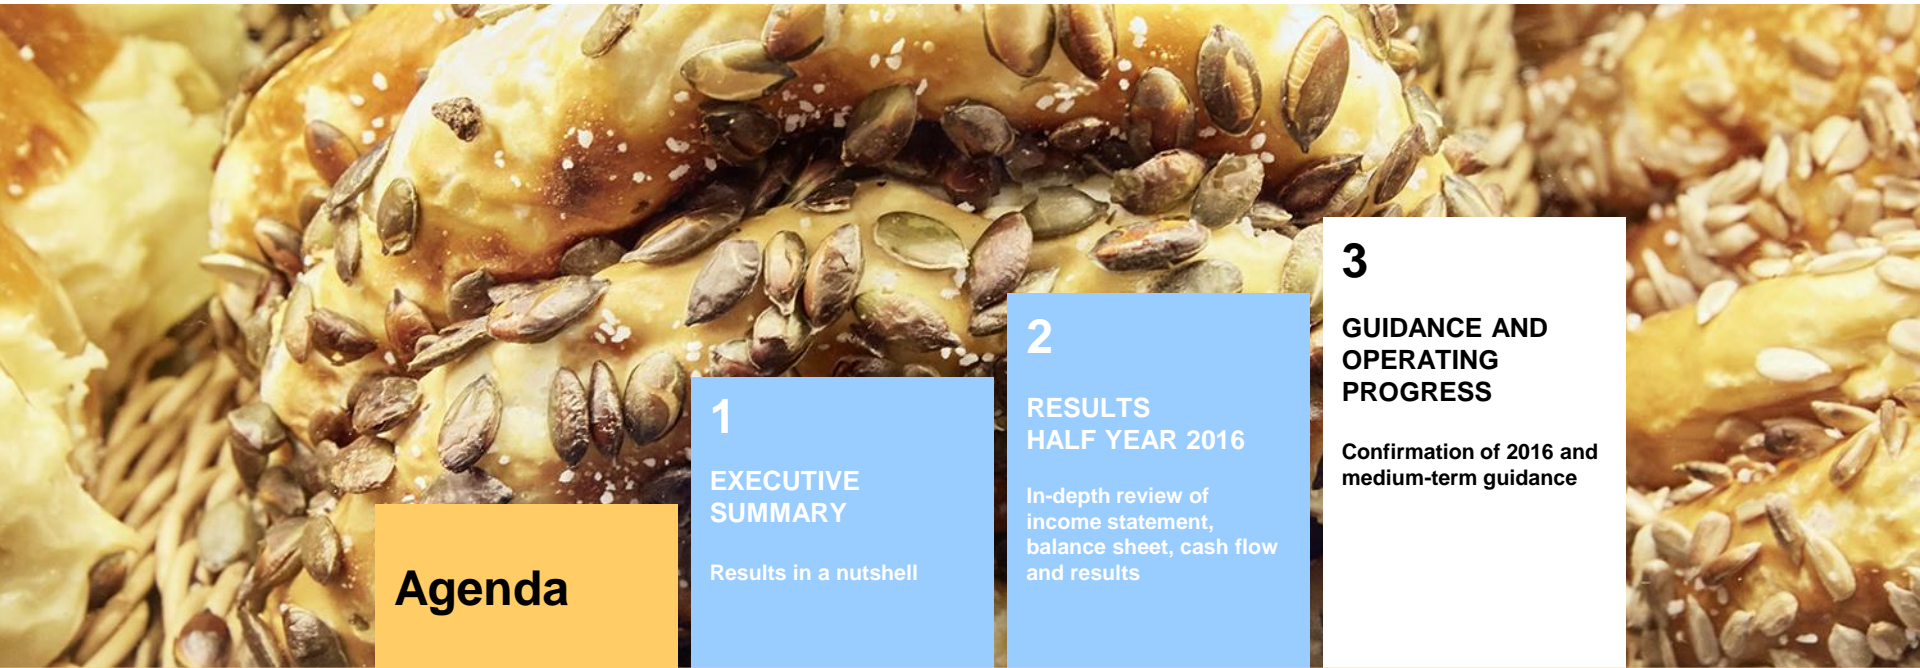 Agenda
1
EXECUTIVE
SUMMARY
Results in a nutshell
2
RESULTS
HALF YEAR 2016
In-depth review of
income statement,
balance sheet, cash flow
and results
3
GUIDANCE AND
OPERATING
PROGRESS
Confirmation of 2016 and
medium-term guidance